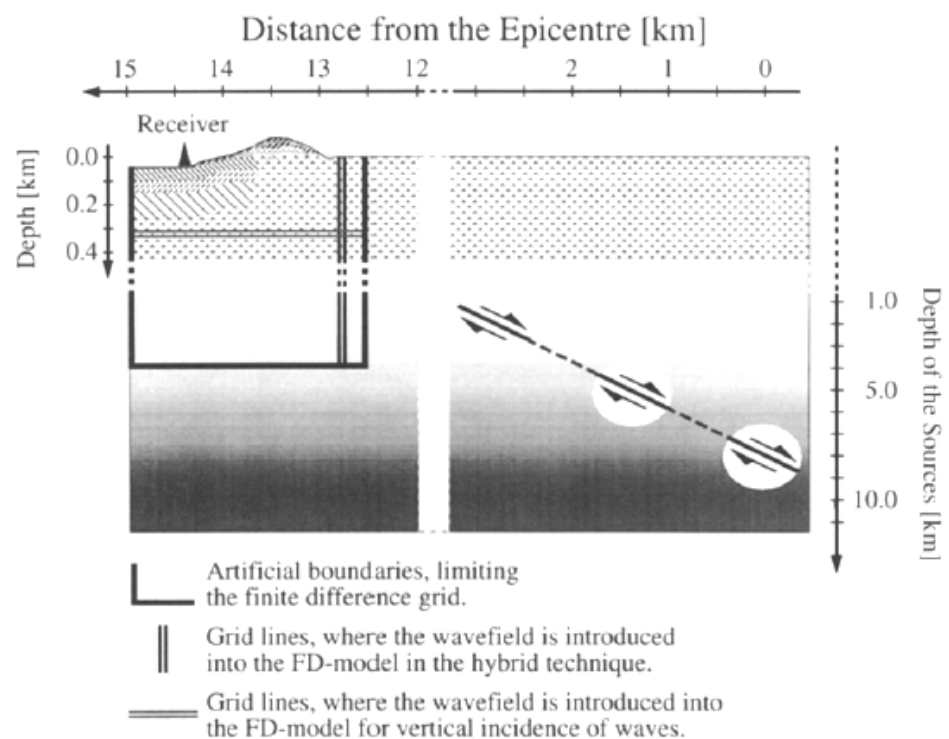 Distance from the Epicentre [km]
15 14 13 12 2 1 0
Receiver
Depth [km]
0.0
0.2
0.4
Depth of the Sources [km]
1.0
5.0
10.0
Artificial boundaries, limiting
the finite difference grid.
Grid lines, where the wavefield is introduced
into the FD-model in the hybrid technique.
Grid lines, where the wavefield is introduced into
the FD-model for vertical incidence of waves.